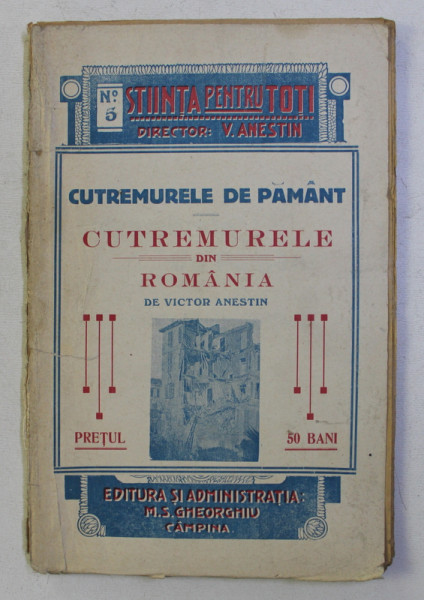 Nº 5
STIINTA PENTRU TOTI
DIRECTOR: V. ANESTIN
CUTREMURELE DE PĂMÂNT
CUTREMURELE
DIN
ROMÂNIA
DE VICTOR ANESTIN
PREȚUL 50 BANI
EDITURA SI ADMINISTRAȚIA:
M.S. GHEORGHIU
CÂMPINA.